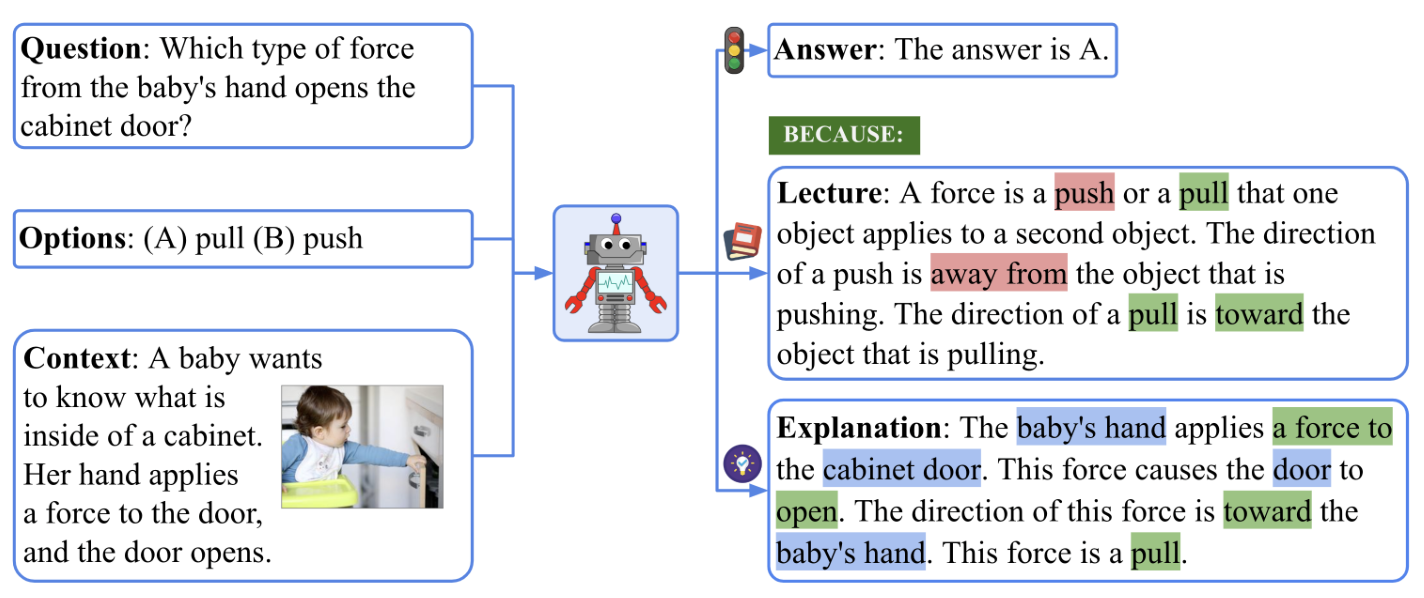 Question: Which type of force
from the baby's hand opens the
cabinet door?
Options: (A) pull (B) push
Context: A baby wants
to know what is
inside of a cabinet.
Her hand applies
a force to the door,
and the door opens.
Answer: The answer is A.
BECAUSE:
Lecture: A force is a push or a pull that one
object applies to a second object. The direction
of a push is away from the object that is
pushing. The direction of a pull is toward the
object that is pulling.
Explanation: The baby's hand applies a force to
the cabinet door. This force causes the door to
open. The direction of this force is toward the
baby's hand. This force is a pull.